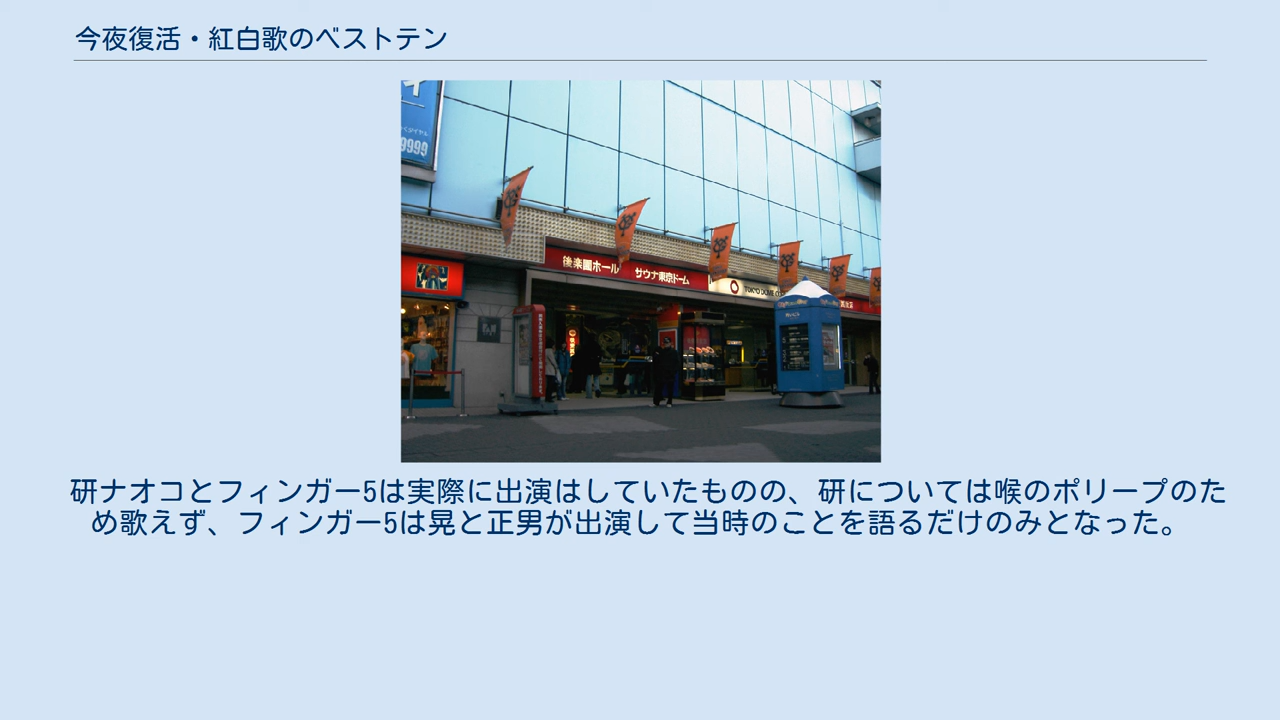 今夜復活・紅白歌のベストテン
9999
後楽園ホール サウナ東京ドーム
TOKYO DOME
研ナオコとフィンガー5は実際に出演はしていたものの、研については喉のポリープのた
め歌えず、フィンガー5は晃と正男が出演して当時のことを語るだけのみとなった。